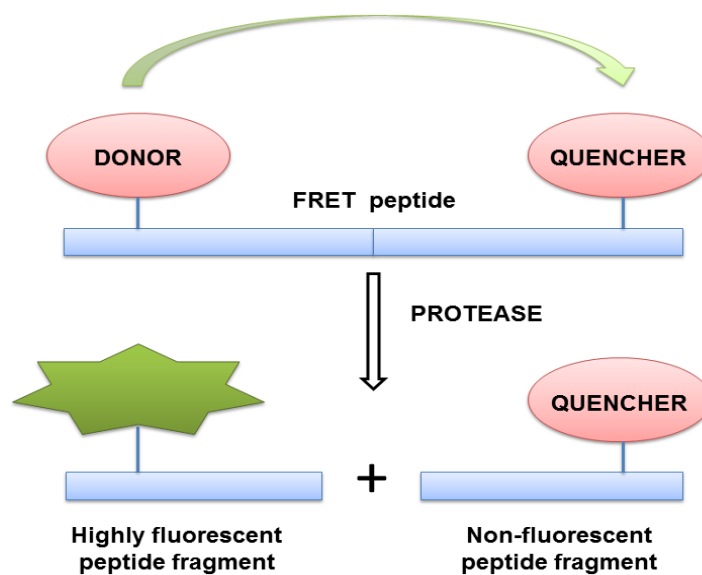 DONOR
QUENCHER
FRET peptide
PROTEASE
QUENCHER
+
Highly fluorescent
peptide fragment
Non-fluorescent
peptide fragment